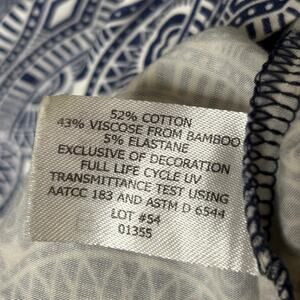 52% COTTON
43% VISCOSE FROM BAMBOO
5% ELASTANE
EXCLUSIVE OF DECORATION
FULL LIFE CYCLE UV
TRANSMITTANCE TEST USING
AATCC 183 AND ASTM D 6544
LOT #54
01355